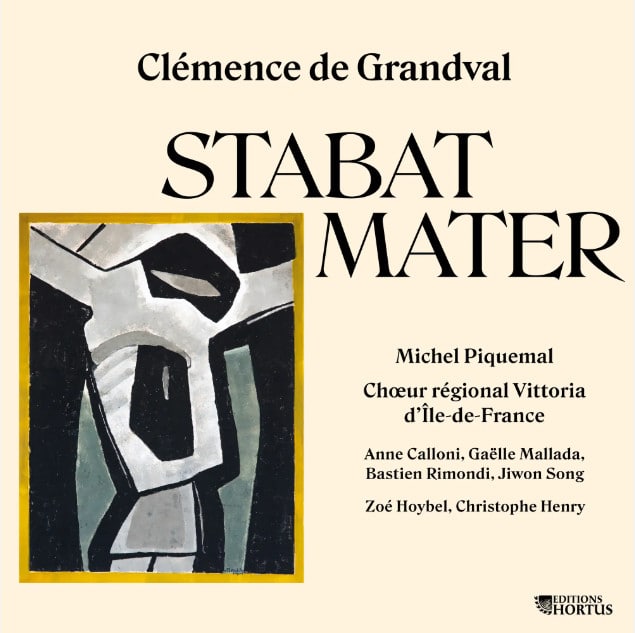 Clémence de Grandval
STABAT
MATER
Michel Piquemal
Chœur régional Vittoria
d’Île-de-France
Anne Calloni, Gaëlle Mallada,
Bastien Rimondi, Jiwon Song
Zoé Hoybel, Christophe Henry
EDITIONS
HORTUS